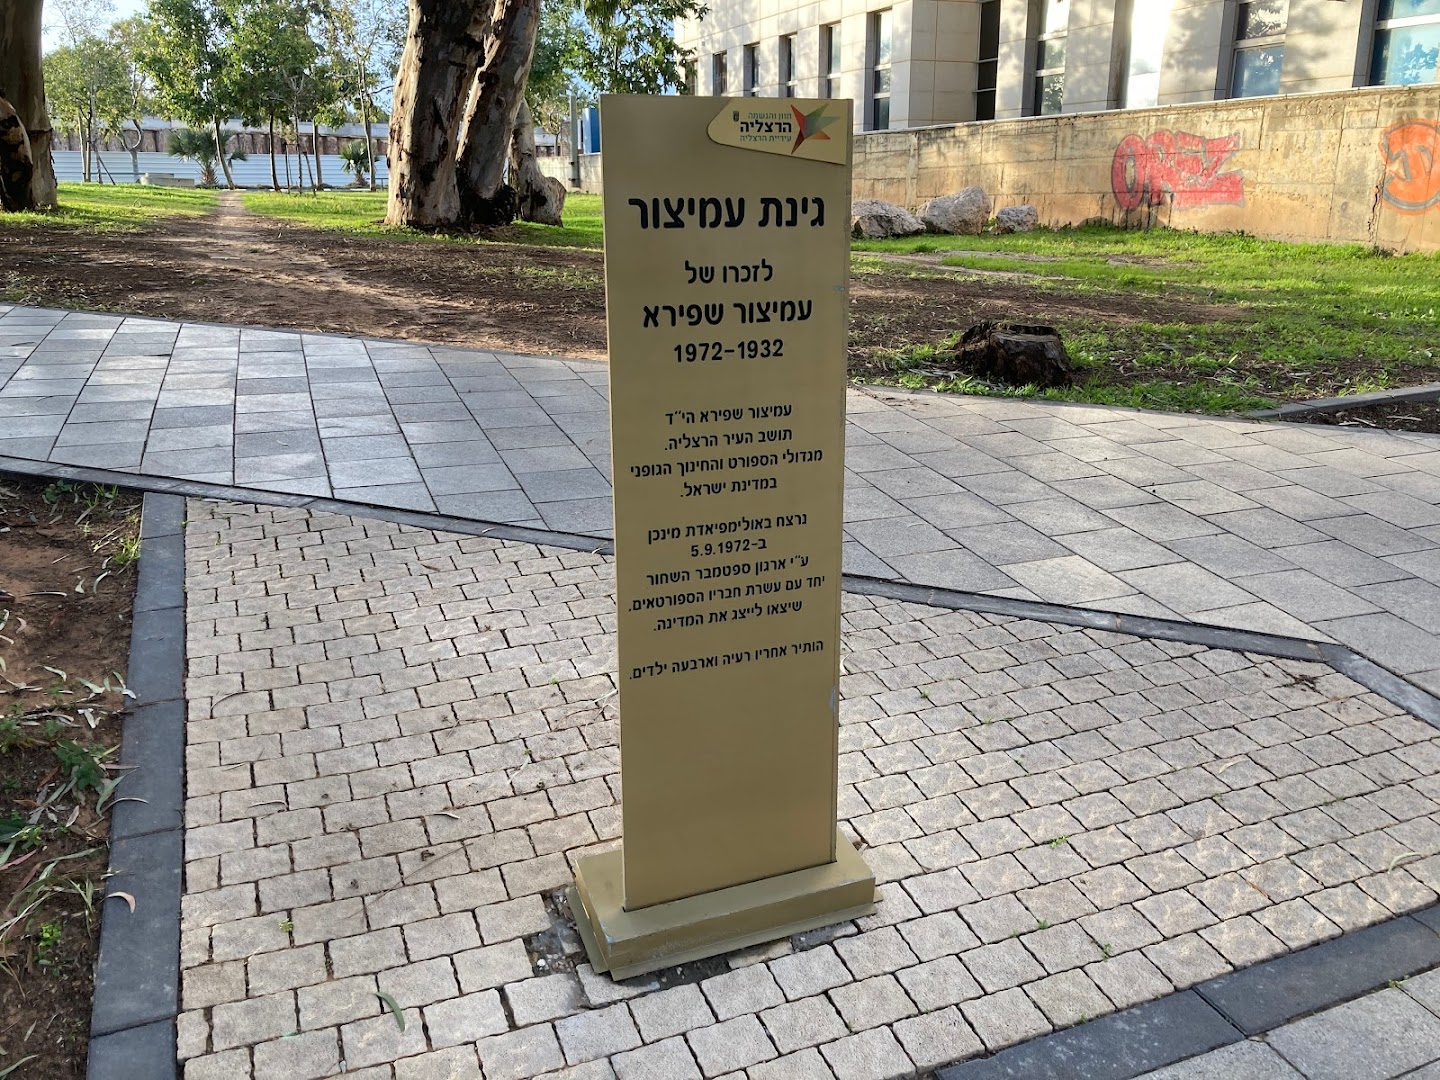 חזון והגשמה
הרצליה
עיריית הרצליה
גינת עמיצור
לזכרו של
עמיצור שפירא
1972-1932
עמיצור שפירא הי"ד
תושב העיר הרצליה.
מגדולי הספורט והחינוך הגופני
במדינת ישראל.
נרצח באולימפיאדת מינכן
ב-5.9.1972
ע"י ארגון ספטמבר השחור
יחד עם עשרת חבריו הספורטאים,
שיצאו לייצג את המדינה.
הותיר אחריו רעיה וארבעה ילדים.